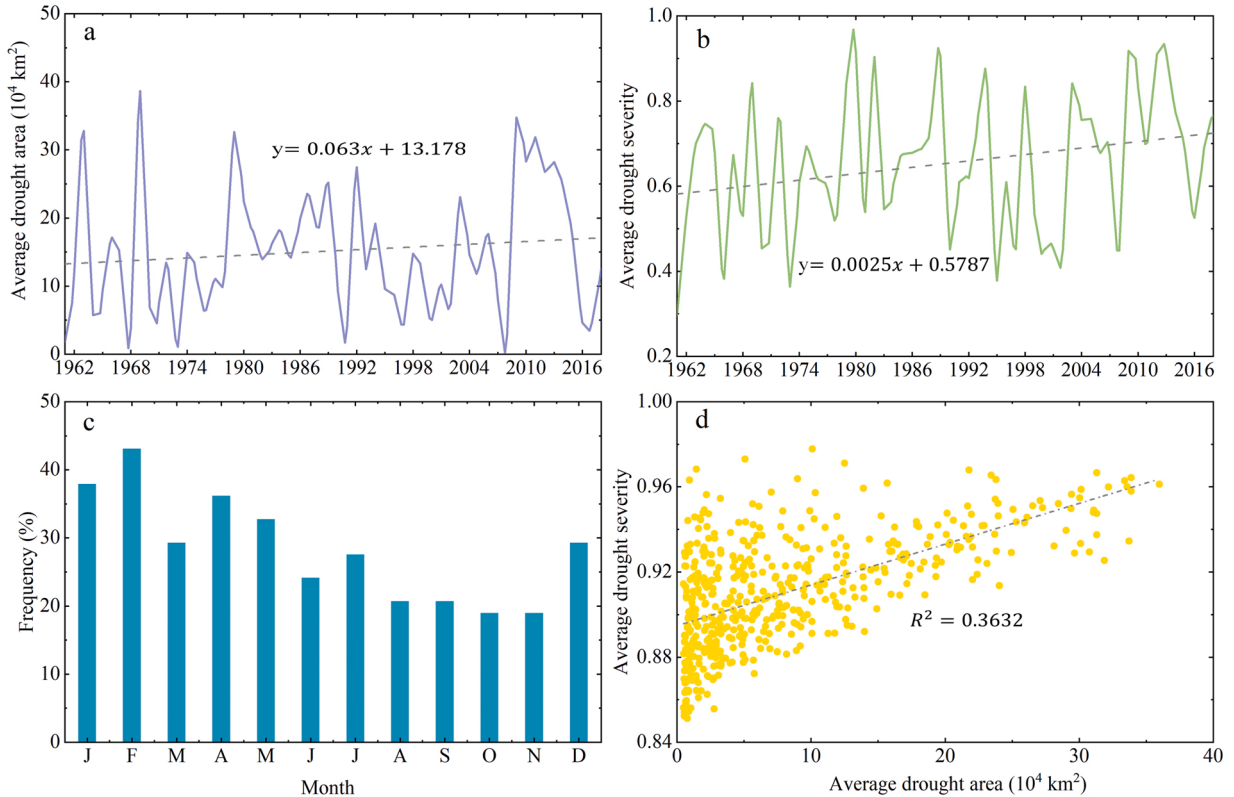 a
Average drought area (10⁴ km²)
50
40
30
20
10
0
y= 0.063x + 13.178
1962 1968 1974 1980 1986 1992 1998 2004 2010 2016
b
Average drought severity
1.0
0.8
0.6
0.4
0.2
y= 0.0025x + 0.5787
1962 1968 1974 1980 1986 1992 1998 2004 2010 2016
c
Frequency (%)
50
40
30
20
10
0
J F M A M J J A S O N D
Month
d
Average drought severity
1.00
0.96
0.92
0.88
0.84
R² = 0.3632
0 10 20 30 40
Average drought area (10⁴ km²)